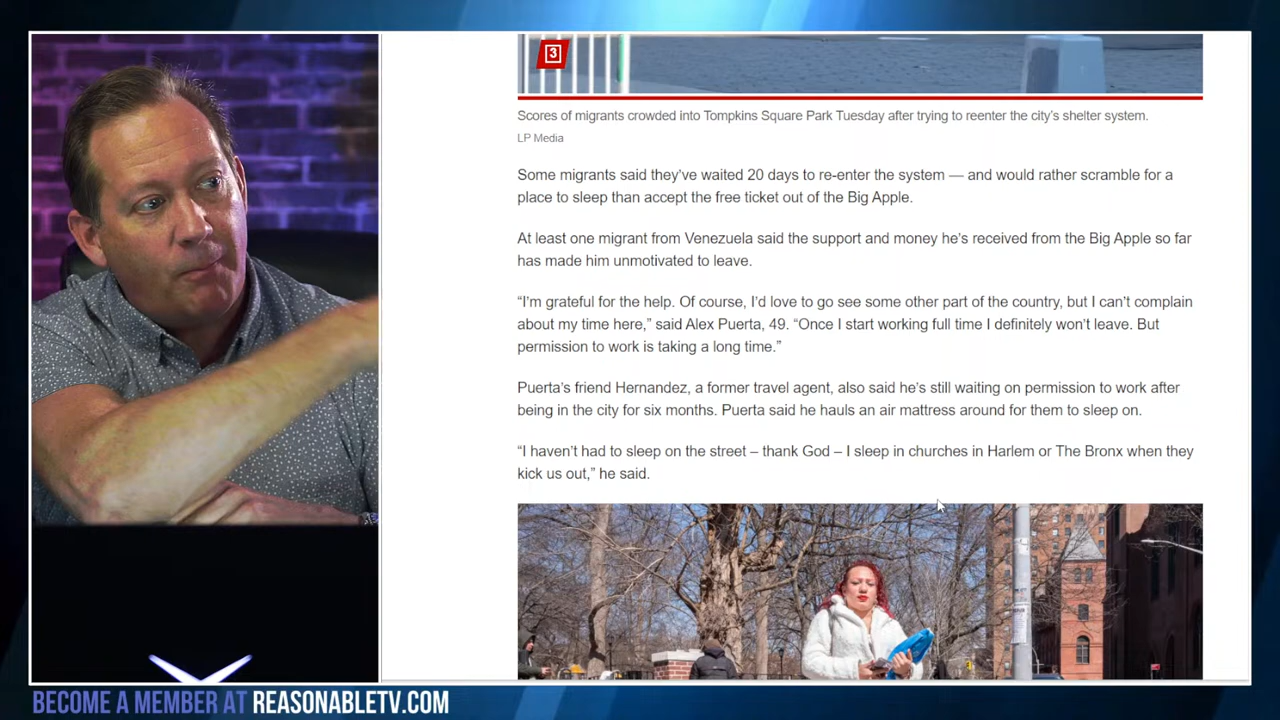 3
Scores of migrants crowded into Tompkins Square Park Tuesday after trying to reenter the city’s shelter system.
LP Media
Some migrants said they’ve waited 20 days to re-enter the system — and would rather scramble for a
place to sleep than accept the free ticket out of the Big Apple.
At least one migrant from Venezuela said the support and money he’s received from the Big Apple so far
has made him unmotivated to leave.
“I’m grateful for the help. Of course, I’d love to go see some other part of the country, but I can’t complain
about my time here,” said Alex Puerta, 49. “Once I start working full time I definitely won’t leave. But
permission to work is taking a long time.”
Puerta’s friend Hernandez, a former travel agent, also said he’s still waiting on permission to work after
being in the city for six months. Puerta said he hauls an air mattress around for them to sleep on.
“I haven’t had to sleep on the street – thank God – I sleep in churches in Harlem or The Bronx when they
kick us out,” he said.
BECOME A MEMBER AT REASONABLETV.COM